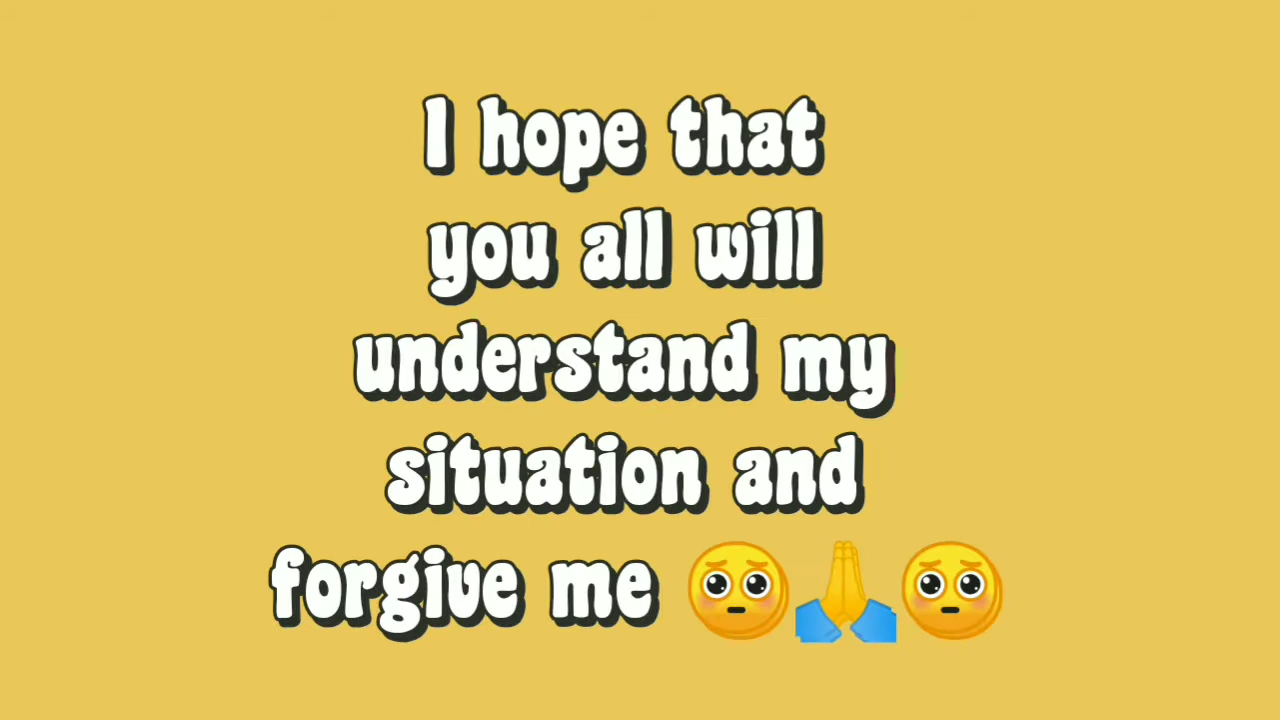 I hope that
you all will
understand my
situation and
forgive me 🥺🙏🥺